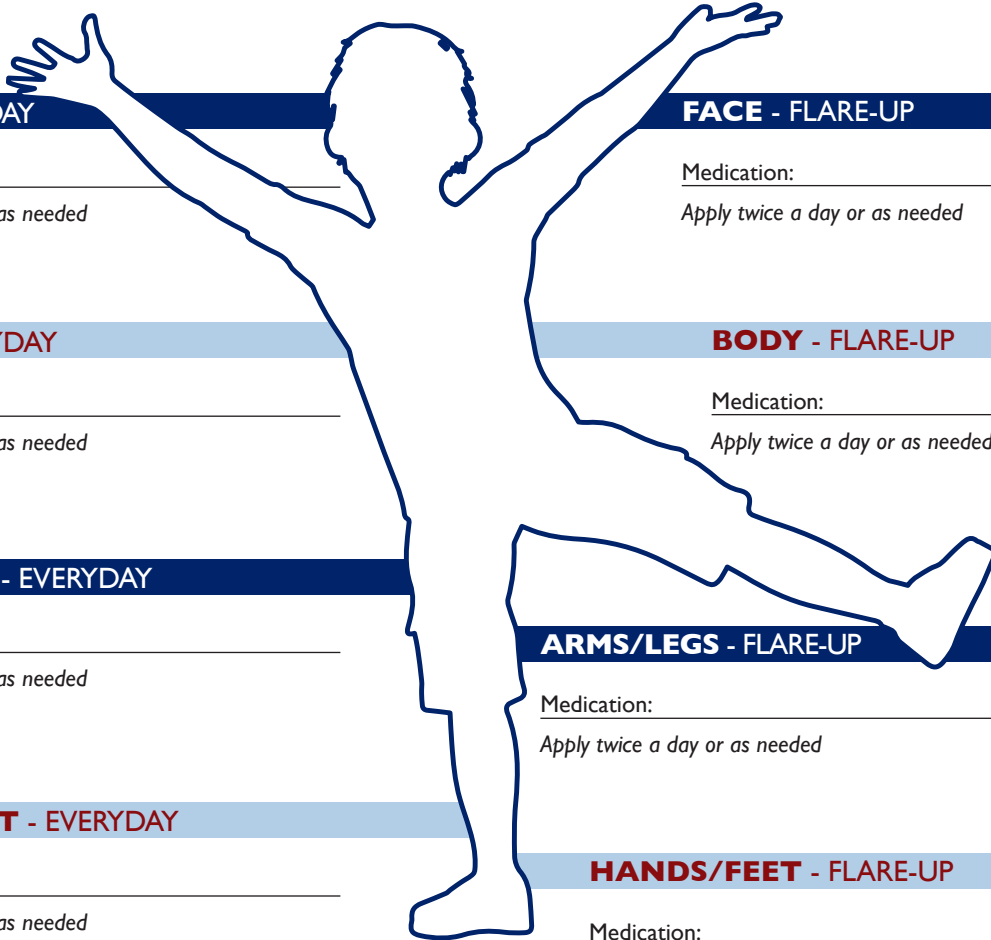 DAY
as needed
YDAY
as needed
- EVERYDAY
as needed
T - EVERYDAY
as needed
FACE - FLARE-UP
Medication:
Apply twice a day or as needed
BODY - FLARE-UP
Medication:
Apply twice a day or as needed
ARMS/LEGS - FLARE-UP
Medication:
Apply twice a day or as needed
HANDS/FEET - FLARE-UP
Medication: